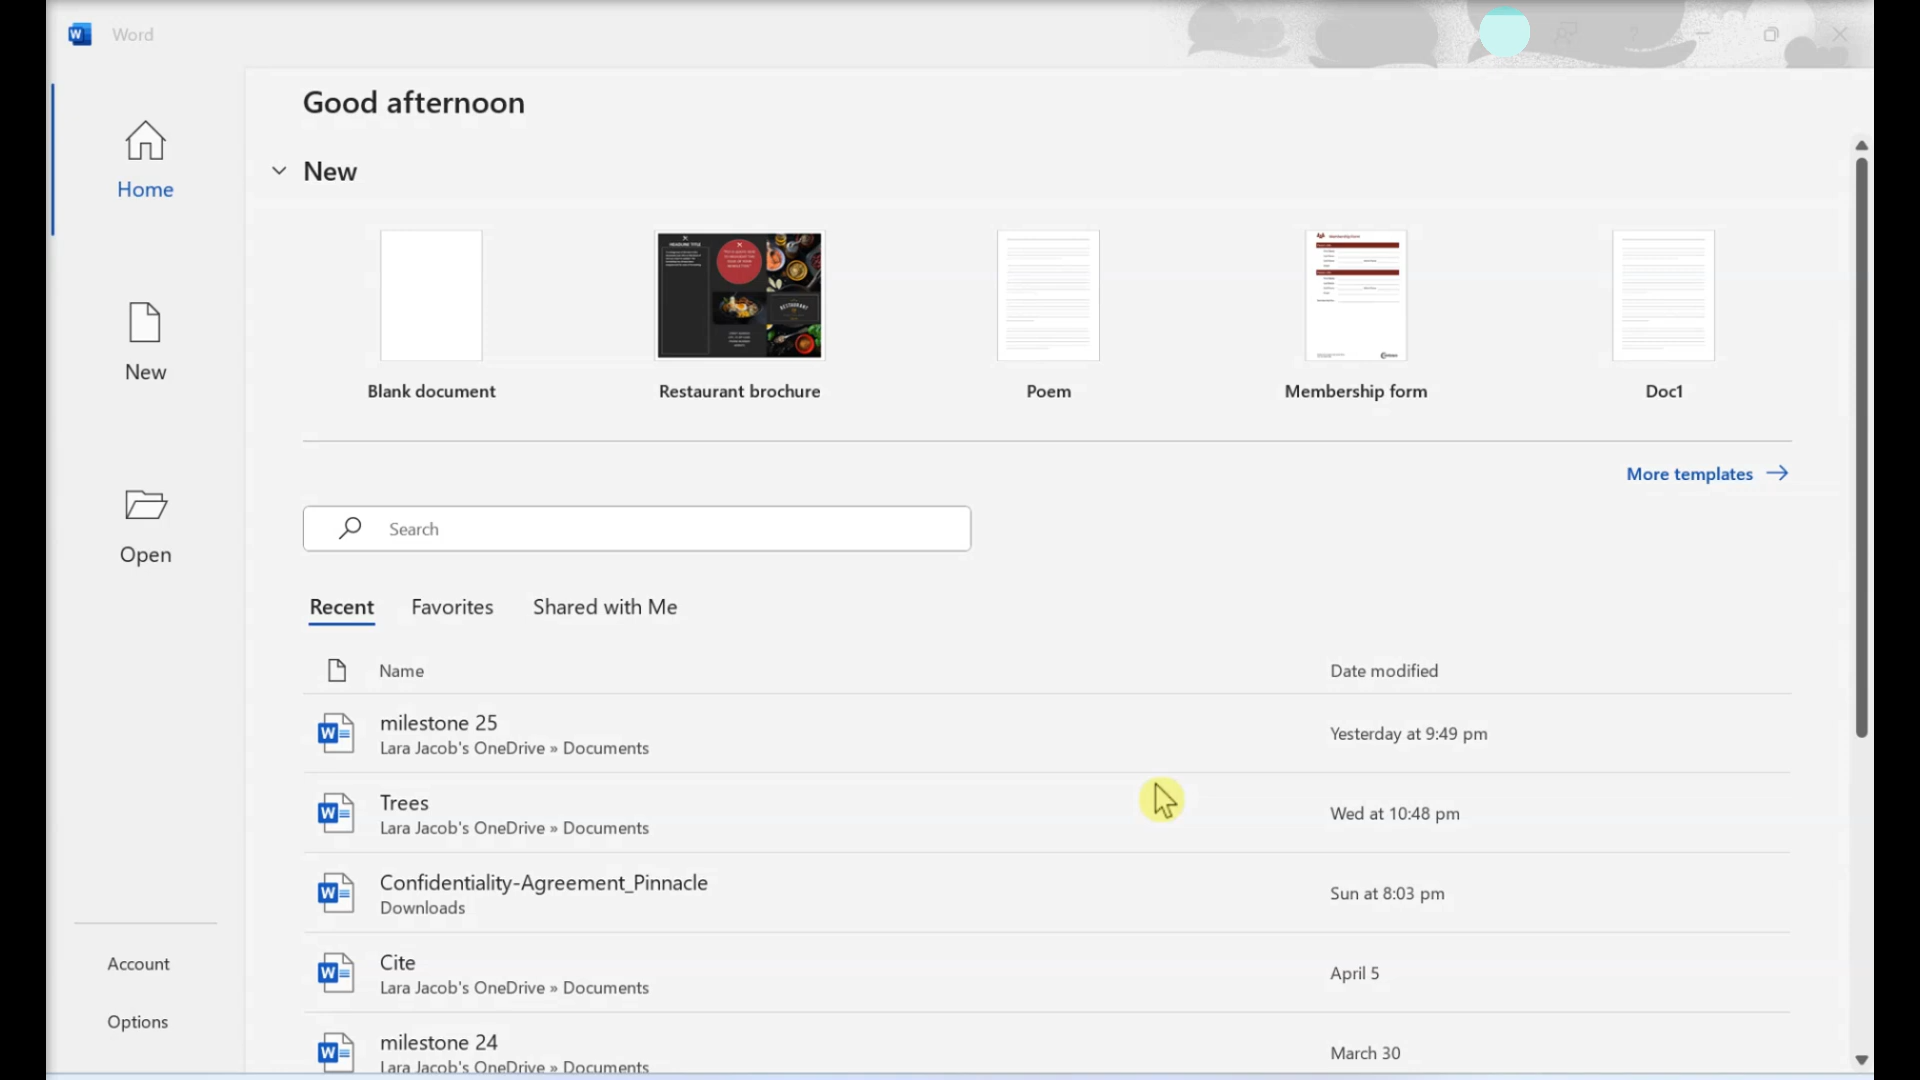 Word
Good afternoon
Home
New
Blank document
Restaurant brochure
Poem
Membership form
Doc1
New
More templates
Search
Open
Recent
Favorites
Shared with Me
Name
Date modified
milestone 25
Lara Jacob's OneDrive » Documents
Yesterday at 9:49 pm
Trees
Lara Jacob's OneDrive » Documents
Wed at 10:48 pm
Confidentiality-Agreement_Pinnacle
Downloads
Sun at 8:03 pm
Cite
Lara Jacob's OneDrive » Documents
April 5
milestone 24
Lara Jacob's OneDrive » Documents
March 30
Account
Options